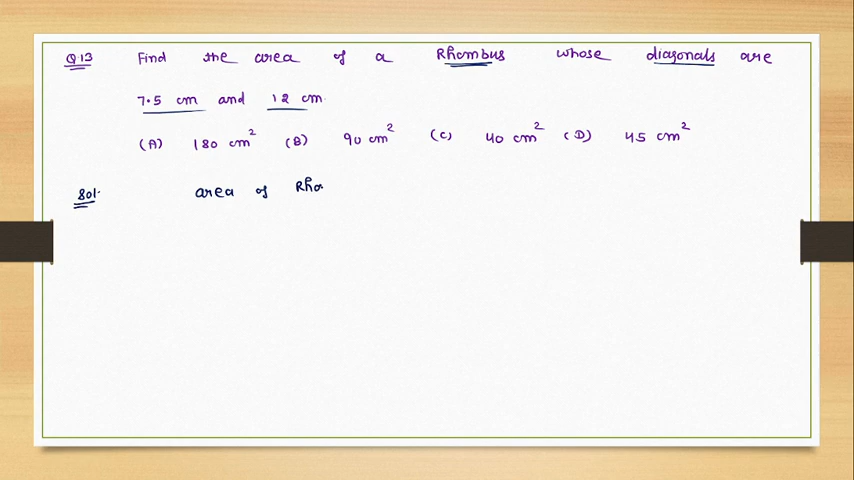 Q.13 Find the area of a Rhombus whose diagonals are
7.5 cm and 12 cm.
(A) 180 cm² (B) 90 cm² (C) 40 cm² (D) 45 cm²
Sol. area of Rho